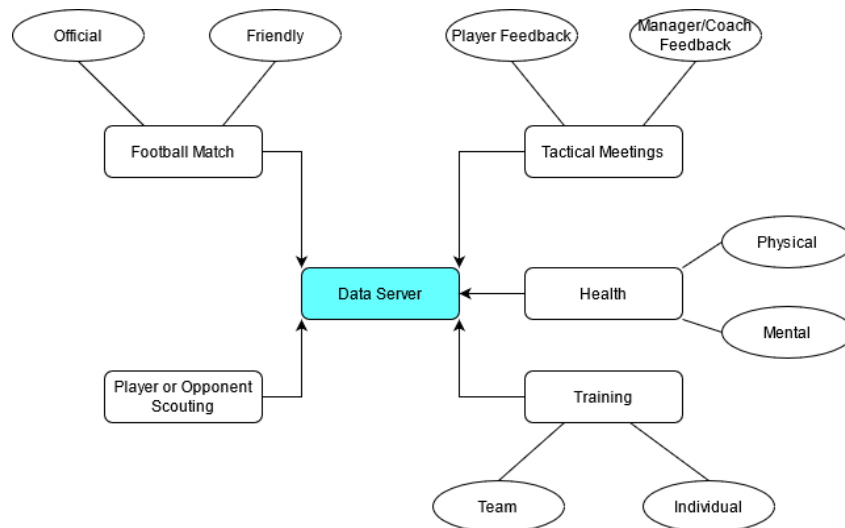 Official
Friendly
Player Feedback
Manager/Coach
Feedback
Football Match
Tactical Meetings
Physical
Data Server
Health
Mental
Player or Opponent
Scouting
Training
Team
Individual